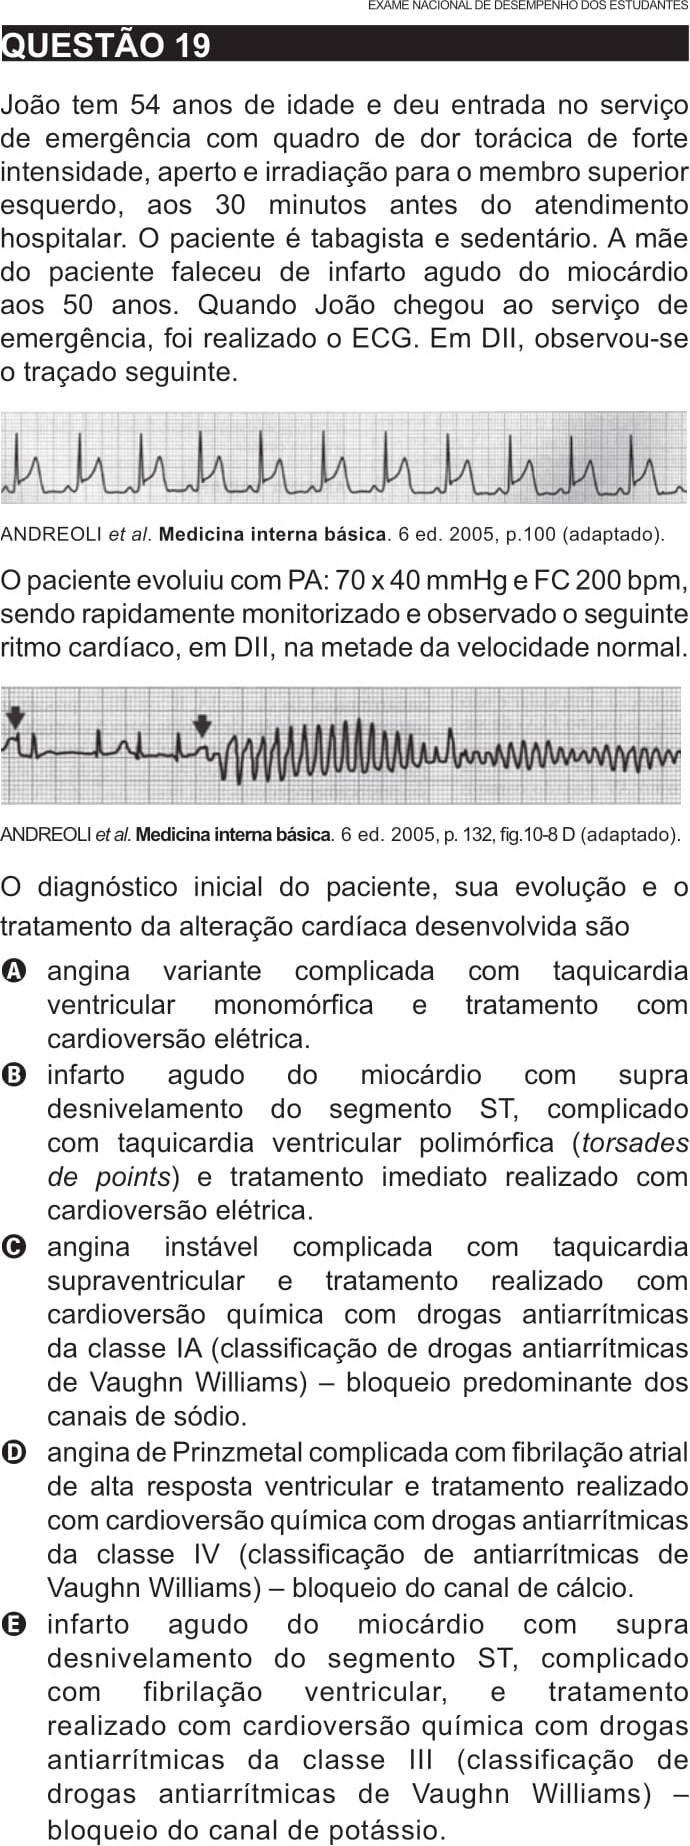 EXAME NACIONAL DE DESEMPENHO DOS ESTUDANTES
QUESTÃO 19
João tem 54 anos de idade e deu entrada no serviço
de emergência com quadro de dor torácica de forte
intensidade, aperto e irradiação para o membro superior
esquerdo, aos 30 minutos antes do atendimento
hospitalar. O paciente é tabagista e sedentário. A mãe
do paciente faleceu de infarto agudo do miocárdio
aos 50 anos. Quando João chegou ao serviço de
emergência, foi realizado o ECG. Em DII, observou-se
o traçado seguinte.
ANDREOLI et al. Medicina interna básica. 6 ed. 2005, p.100 (adaptado).
O paciente evoluiu com PA: 70 x 40 mmHg e FC 200 bpm,
sendo rapidamente monitorizado e observado o seguinte
ritmo cardíaco, em DII, na metade da velocidade normal.
ANDREOLI et al. Medicina interna básica. 6 ed. 2005, p. 132, fig.10-8 D (adaptado).
O diagnóstico inicial do paciente, sua evolução e o
tratamento da alteração cardíaca desenvolvida são
A angina variante complicada com taquicardia
ventricular monomórfica e tratamento com
cardioversão elétrica.
B infarto agudo do miocárdio com supra
desnivelamento do segmento ST, complicado
com taquicardia ventricular polimórfica (torsades
de points) e tratamento imediato realizado com
cardioversão elétrica.
C angina instável complicada com taquicardia
supraventricular e tratamento realizado com
cardioversão química com drogas antiarrítmicas
da classe IA (classificação de drogas antiarrítmicas
de Vaughn Williams) – bloqueio predominante dos
canais de sódio.
D angina de Prinzmetal complicada com fibrilação atrial
de alta resposta ventricular e tratamento realizado
com cardioversão química com drogas antiarrítmicas
da classe IV (classificação de antiarrítmicas de
Vaughn Williams) – bloqueio do canal de cálcio.
E infarto agudo do miocárdio com supra
desnivelamento do segmento ST, complicado
com fibrilação ventricular, e tratamento
realizado com cardioversão química com drogas
antiarrítmicas da classe III (classificação de
drogas antiarrítmicas de Vaughn Williams) –
bloqueio do canal de potássio.